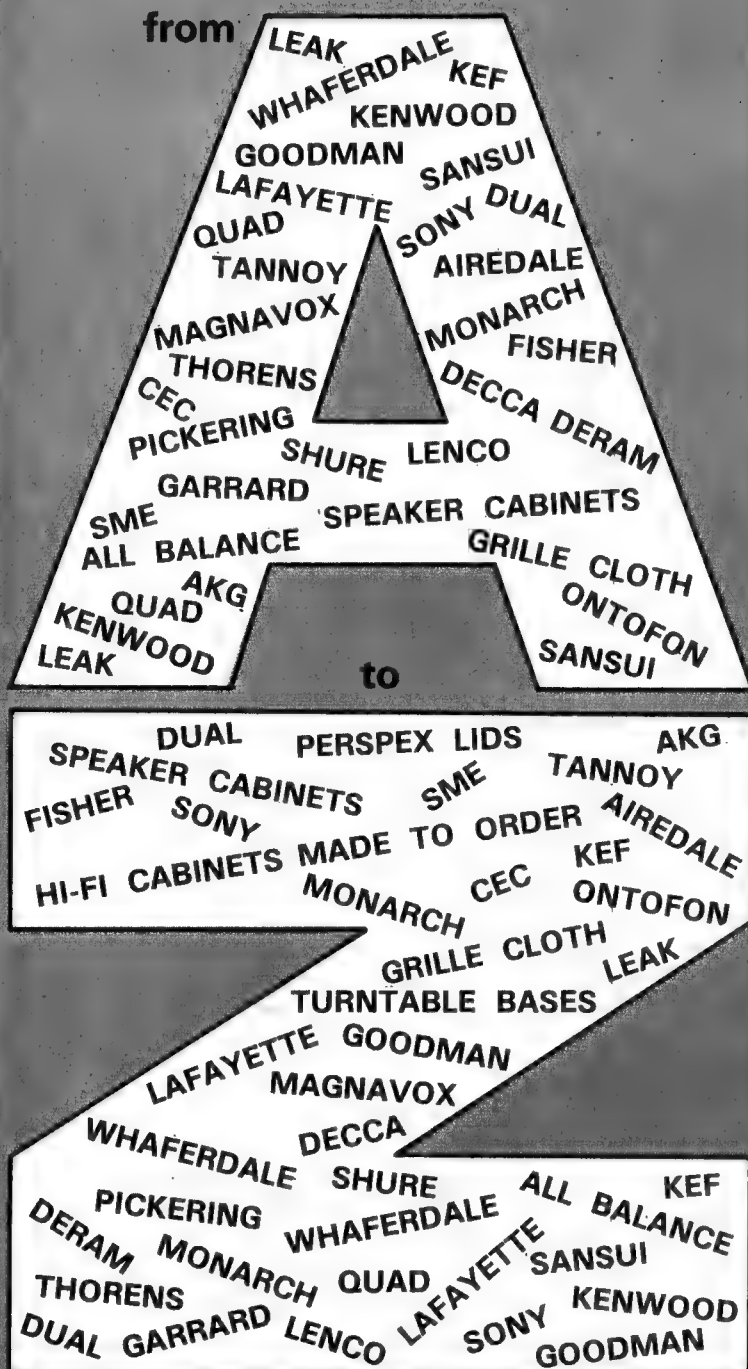 from
LEAK
WHAFERDALE
KEF
KENWOOD
GOODMAN
SANSUI
LAFAYETTE
DUAL
QUAD
SONY
TANNOY
AIREDALE
MAGNAVOX
MONARCH
FISHER
THORENS
CEC
DECCA DERAM
PICKERING
SHURE
LENCO
GARRARD
SME
SPEAKER CABINETS
ALL BALANCE
GRILLE CLOTH
AKG
QUAD
ONTOFON
KENWOOD
LEAK
SANSUI
to
DUAL
PERSPEX LIDS
AKG
SPEAKER CABINETS
SME
TANNOY
FISHER
SONY
AIREDALE
HI-FI CABINETS MADE TO ORDER
KEF
MONARCH
CEC
ONTOFON
GRILLE CLOTH
LEAK
TURNTABLE BASES
LAFAYETTE
GOODMAN
MAGNAVOX
DECCA
WHAFERDALE
SHURE
ALL BALANCE
KEF
PICKERING
WHAFERDALE
DERAM
MONARCH
LAFAYETTE
SANSUI
QUAD
THORENS
KENWOOD
DUAL
GARRARD
LENCO
SONY
GOODMAN